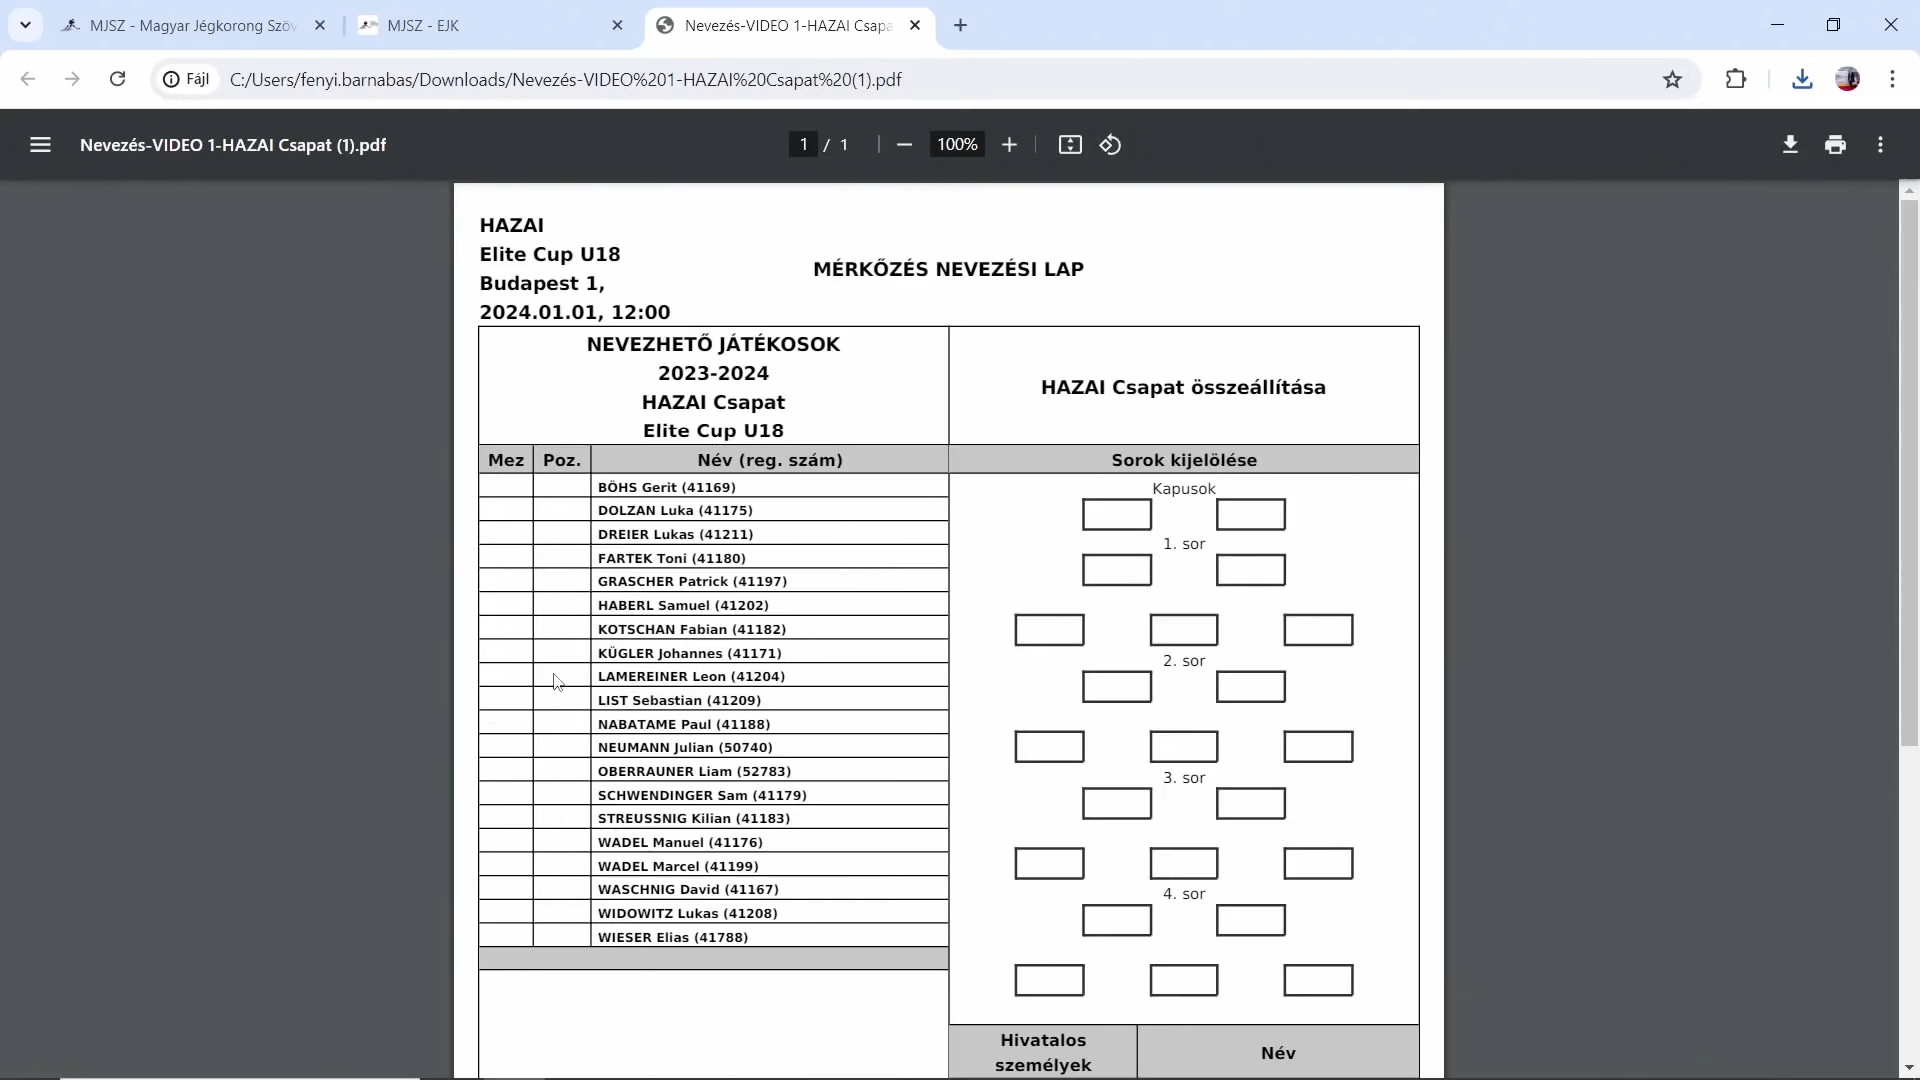 MJSZ - Magyar Jégkorong Szöv
MJSZ - EJK
Nevezés-VIDEO 1-HAZAI Csapa
Fájl
C:/Users/fenyi.barnabas/Downloads/Nevezés-VIDEO%201-HAZAI%20Csapat%20(1).pdf
Nevezés-VIDEO 1-HAZAI Csapat (1).pdf
1 / 1
100%
HAZAI
Elite Cup U18
Budapest 1,
2024.01.01, 12:00
MÉRKŐZÉS NEVEZÉSI LAP
NEVEZHETŐ JÁTÉKOSOK
2023-2024
HAZAI Csapat
Elite Cup U18
HAZAI Csapat összeállítása
Mez Poz. Név (reg. szám)
Sorok kijelölése
BÖHS Gerit (41169)
DOLZAN Luka (41175)
DREIER Lukas (41211)
FARTEK Toni (41180)
GRASCHER Patrick (41197)
HABERL Samuel (41202)
KOTSCHAN Fabian (41182)
KÜGLER Johannes (41171)
LAMEREINER Leon (41204)
LIST Sebastian (41209)
NABATAME Paul (41188)
NEUMANN Julian (50740)
OBERRAUNER Liam (52783)
SCHWENDINGER Sam (41179)
STREUSSNIG Kilian (41183)
WADEL Manuel (41176)
WADEL Marcel (41199)
WASCHNIG David (41167)
WIDOWITZ Lukas (41208)
WIESER Elias (41788)
Kapusok
1. sor
2. sor
3. sor
4. sor
Hivatalos
személyek
Név